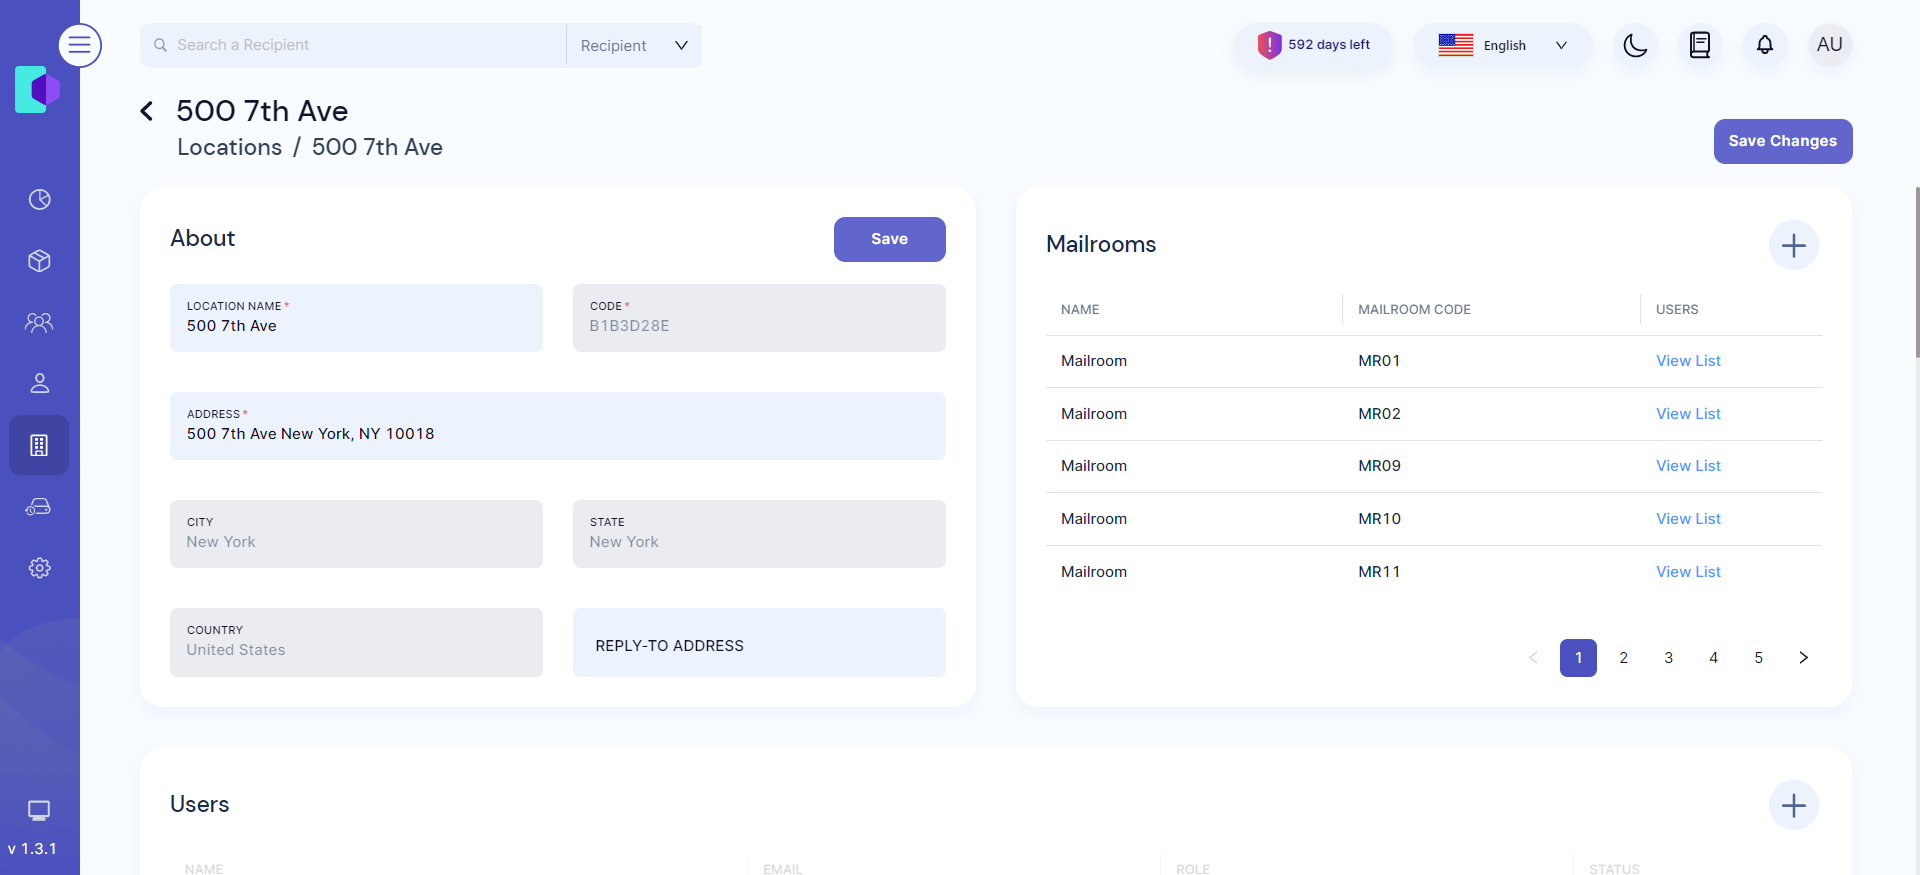 Search a Recipient
Recipient
592 days left
English
AU
500 7th Ave
Locations / 500 7th Ave
Save Changes
About
Save
LOCATION NAME *
500 7th Ave
CODE *
B1B3D28E
ADDRESS *
500 7th Ave New York, NY 10018
CITY
New York
STATE
New York
COUNTRY
United States
REPLY-TO ADDRESS
Mailrooms
NAME MAILROOM CODE USERS
Mailroom MR01 View List
Mailroom MR02 View List
Mailroom MR09 View List
Mailroom MR10 View List
Mailroom MR11 View List
1 2 3 4 5
Users
NAME EMAIL ROLE STATUS
v 1.3.1